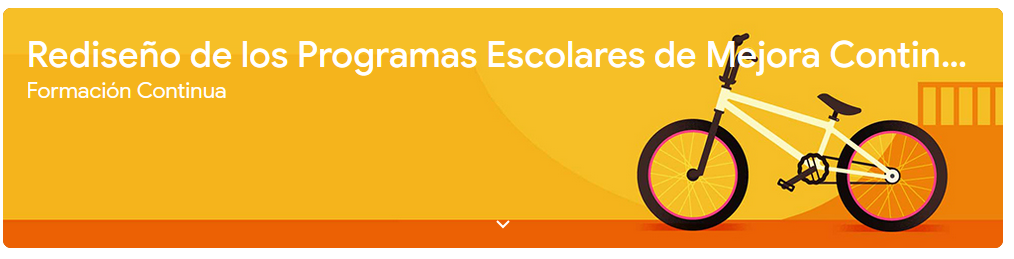 Rediseño de los Programas Escolares de Mejora Contin...
Formación Continua